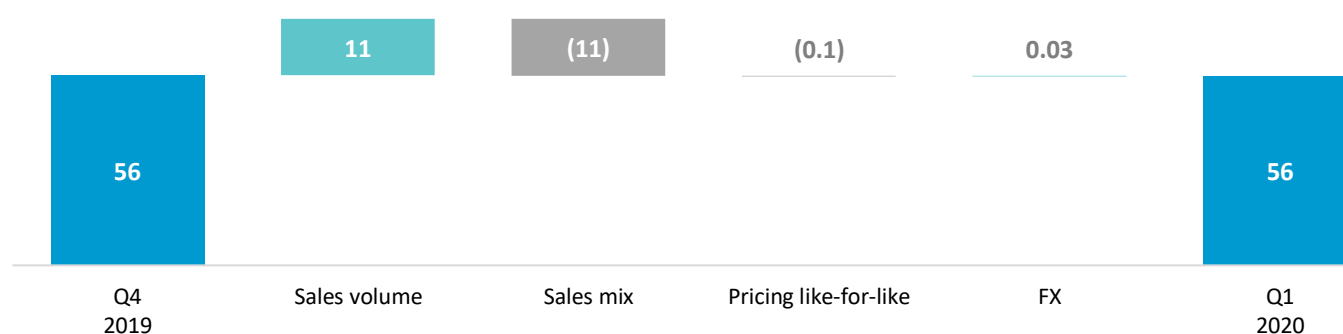 11
(11)
(0.1)
0.03
56
56
Q4
2019
Sales volume
Sales mix
Pricing like-for-like
FX
Q1
2020